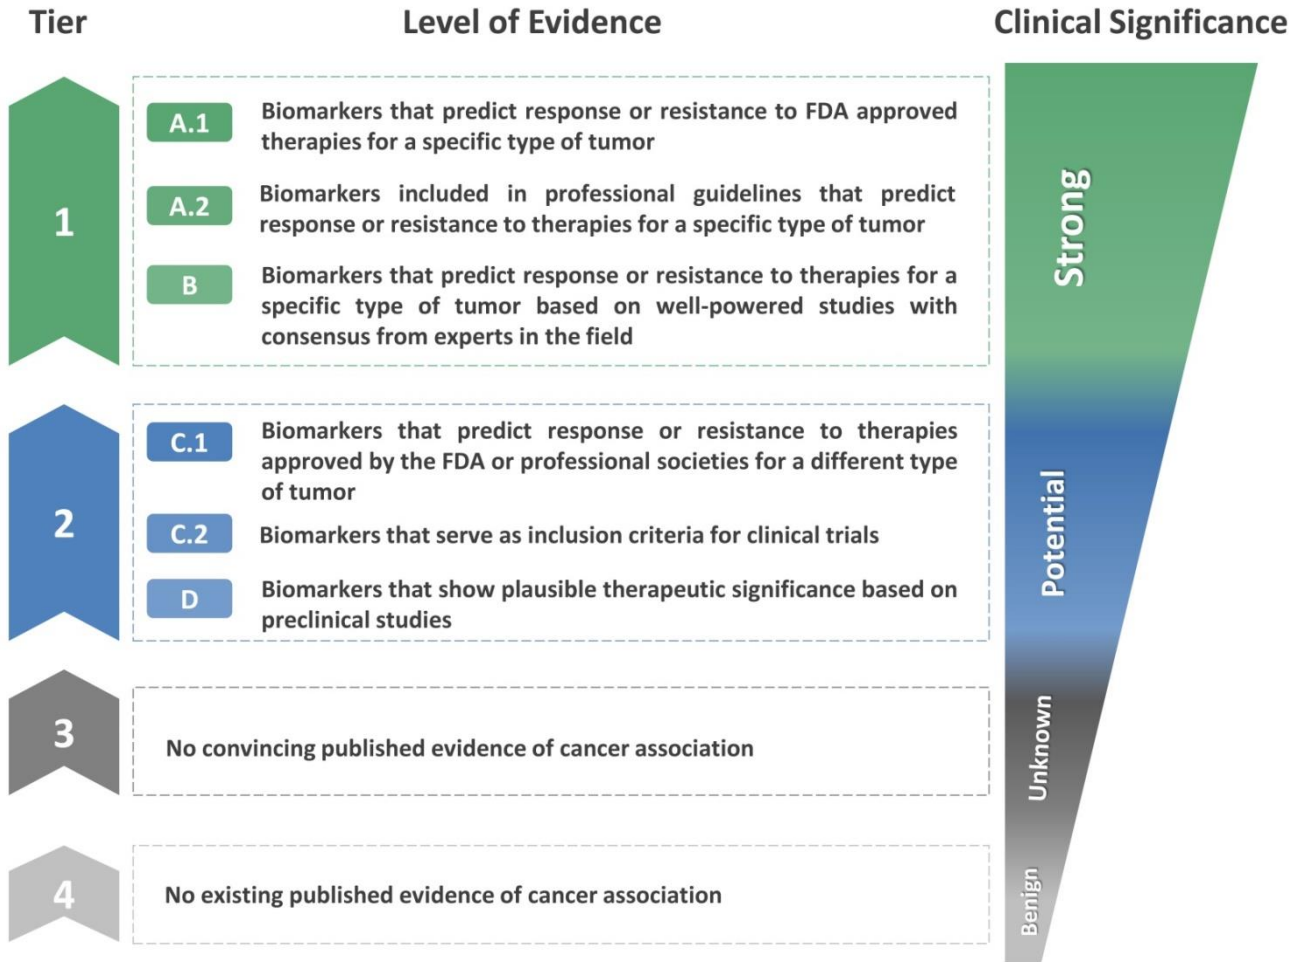 Tier
Level of Evidence
Clinical Significance
1
A.1
Biomarkers that predict response or resistance to FDA approved
therapies for a specific type of tumor
A.2
Biomarkers included in professional guidelines that predict
response or resistance to therapies for a specific type of tumor
B
Biomarkers that predict response or resistance to therapies for a
specific type of tumor based on well-powered studies with
consensus from experts in the field
Strong
2
C.1
Biomarkers that predict response or resistance to therapies
approved by the FDA or professional societies for a different type
of tumor
C.2
Biomarkers that serve as inclusion criteria for clinical trials
D
Biomarkers that show plausible therapeutic significance based on
preclinical studies
Potential
3
No convincing published evidence of cancer association
Unknown
4
No existing published evidence of cancer association
Benign